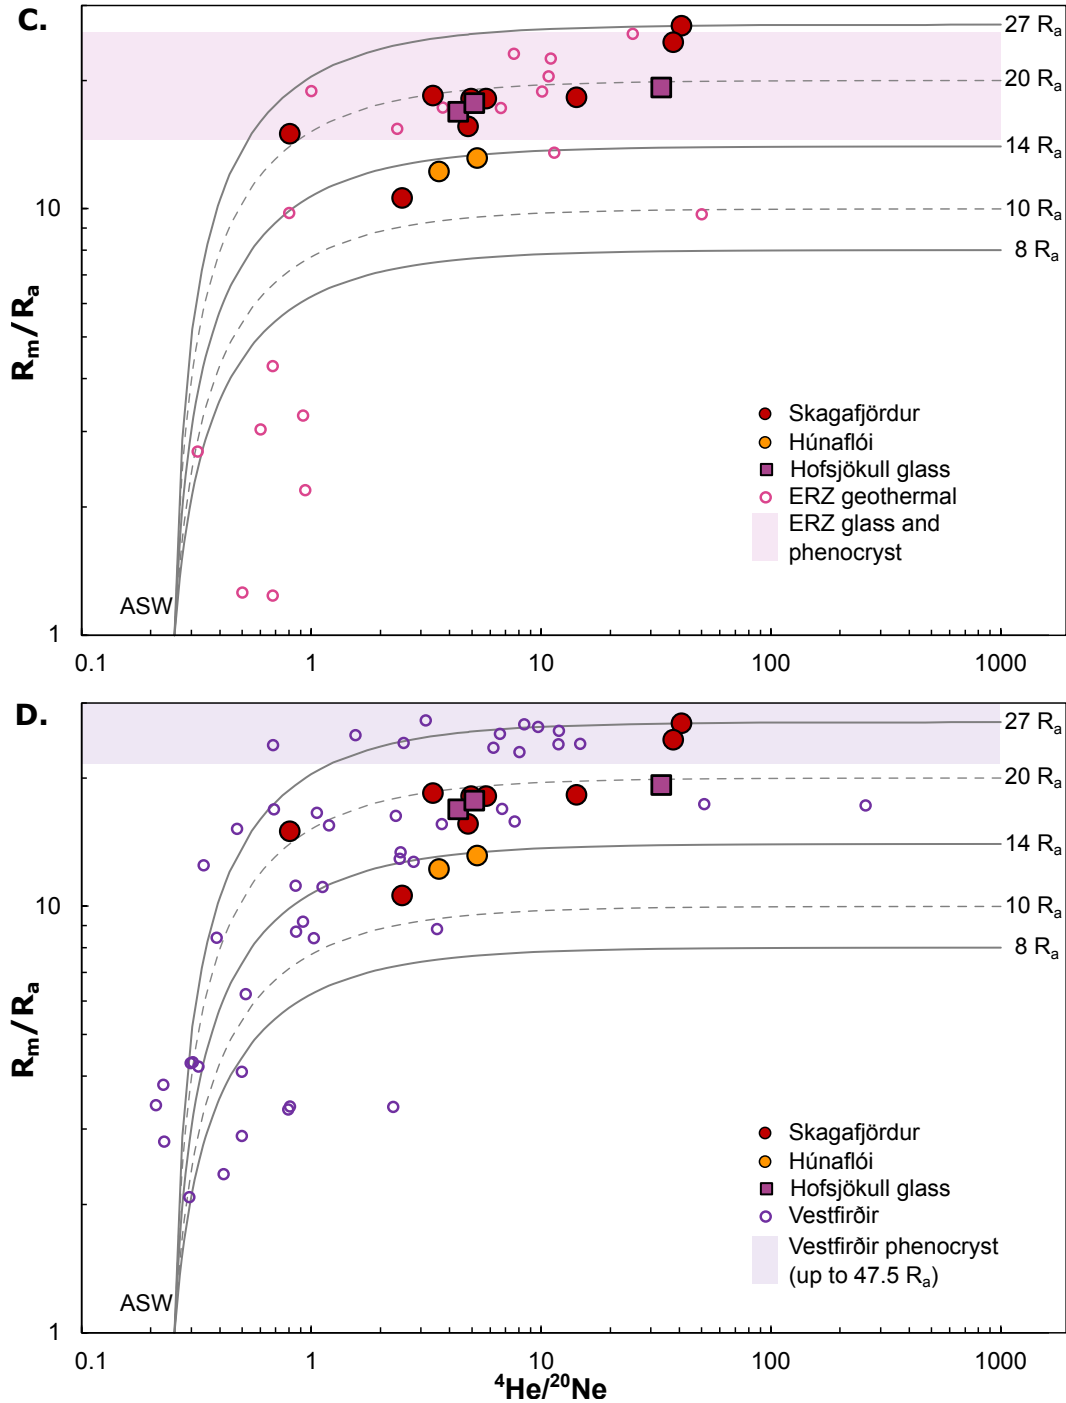 C.
27 Ra
20 Ra
14 Ra
10 Ra
8 Ra
10
1
Rm/Ra
ASW
Skagafjördur
Húnaflói
Hofsjökull glass
ERZ geothermal
ERZ glass and
phenocryst
0.1 1 10 100 1000
D.
27 Ra
20 Ra
14 Ra
10 Ra
8 Ra
10
1
Rm/Ra
ASW
Skagafjördur
Húnaflói
Hofsjökull glass
Vestfirðir
Vestfirðir phenocryst
(up to 47.5 Ra)
0.1 1 10 100 1000
⁴He/²⁰Ne